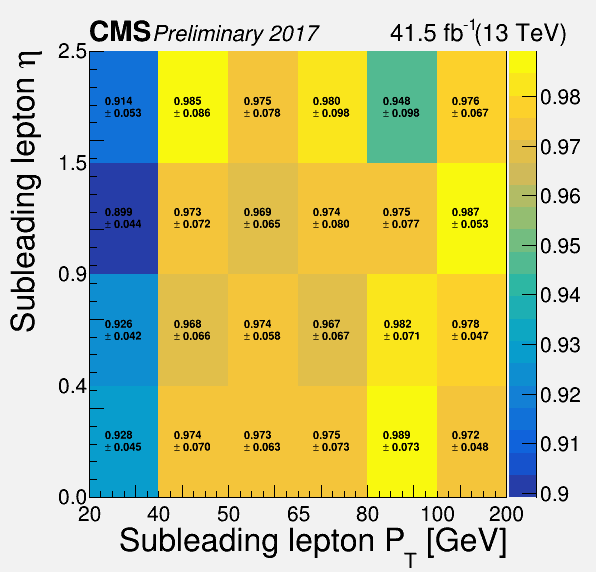 CMS Preliminary 2017 41.5 fb⁻¹(13 TeV)
Subleading lepton η
2.5
1.5
0.9
0.4
0.0
0.914 0.985 0.975 0.980 0.948 0.976
± 0.053 ± 0.086 ± 0.078 ± 0.098 ± 0.098 ± 0.067
0.899 0.973 0.969 0.974 0.975 0.987
± 0.044 ± 0.072 ± 0.065 ± 0.080 ± 0.077 ± 0.053
0.926 0.968 0.974 0.967 0.982 0.978
± 0.042 ± 0.066 ± 0.058 ± 0.067 ± 0.071 ± 0.047
0.928 0.974 0.973 0.975 0.989 0.972
± 0.045 ± 0.070 ± 0.063 ± 0.073 ± 0.073 ± 0.048
0.98
0.97
0.96
0.95
0.94
0.93
0.92
0.91
0.9
20 40 50 65 80 100 200
Subleading lepton P_T [GeV]